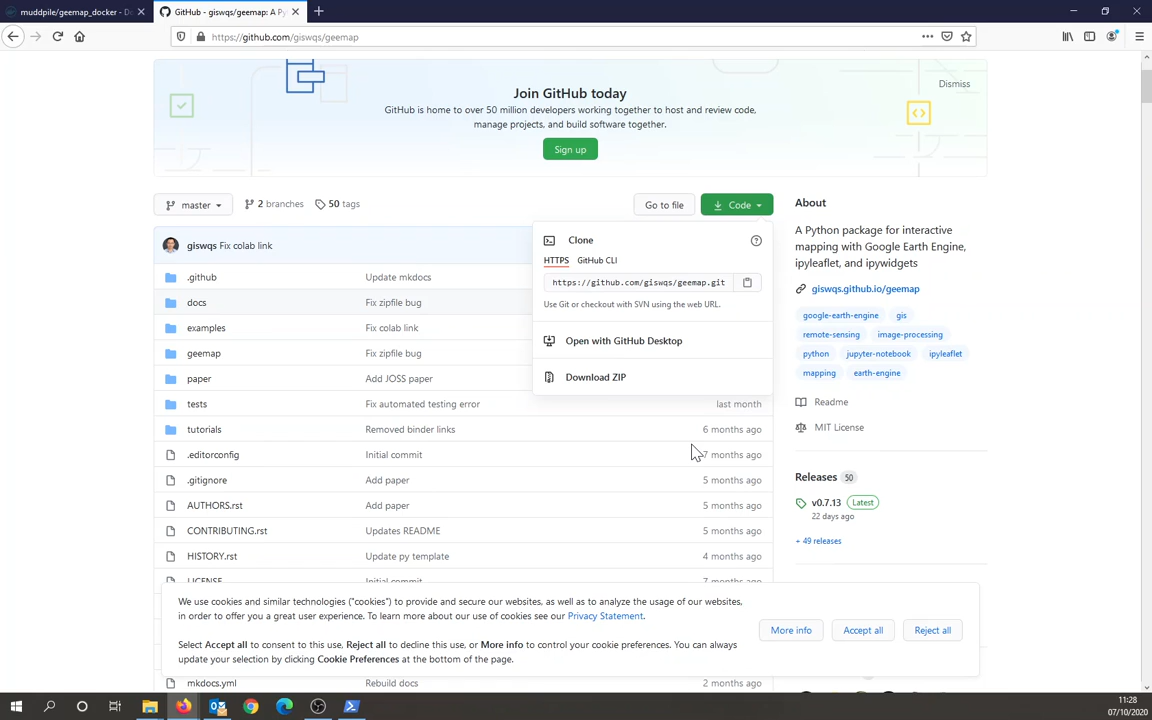 muddpile/geemap_docker - Do
GitHub - giswqs/geemap: A Py
https://github.com/giswqs/geemap
Join GitHub today
Dismiss
GitHub is home to over 50 million developers working together to host and review code,
manage projects, and build software together.
Sign up
master
2 branches
50 tags
Go to file
Code
About
A Python package for interactive
mapping with Google Earth Engine,
ipyleaflet, and ipywidgets
giswqs.github.io/geemap
google-earth-engine gis
remote-sensing image-processing
python jupyter-notebook ipyleaflet
mapping earth-engine
Readme
MIT License
Releases 50
v0.7.13 Latest
22 days ago
+ 49 releases
Clone
HTTPS GitHub CLI
https://github.com/giswqs/geemap.git
Use Git or checkout with SVN using the web URL.
Open with GitHub Desktop
Download ZIP
giswqs Fix colab link
.github Update mkdocs
docs Fix zipfile bug
examples Fix colab link
geemap Fix zipfile bug
paper Add JOSS paper
tests Fix automated testing error last month
tutorials Removed binder links 6 months ago
.editorconfig Initial commit 7 months ago
.gitignore Add paper 5 months ago
AUTHORS.rst Add paper 5 months ago
CONTRIBUTING.rst Updates README 5 months ago
HISTORY.rst Update py template 4 months ago
LICENSE Initial commit 7 months ago
We use cookies and similar technologies ("cookies") to provide and secure our websites, as well as to analyze the usage of our websites,
in order to offer you a great user experience. To learn more about our use of cookies see our Privacy Statement.
Select Accept all to consent to this use, Reject all to decline this use, or More info to control your cookie preferences. You can always
update your selection by clicking Cookie Preferences at the bottom of the page.
More info
Accept all
Reject all
mkdocs.yml Rebuild docs 2 months ago
11:28
07/10/2020